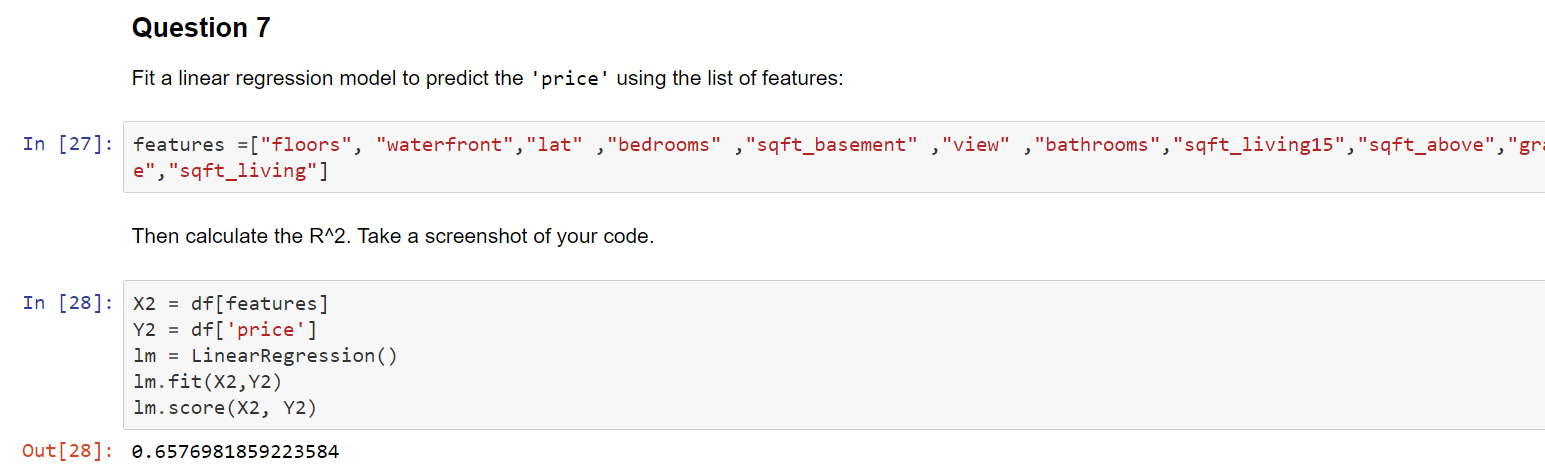 Question 7
Fit a linear regression model to predict the 'price' using the list of features:
In [27]: features =["floors", "waterfront","lat" ,"bedrooms" ,"sqft_basement" ,"view" ,"bathrooms","sqft_living15","sqft_above","gra
e","sqft_living"]
Then calculate the R^2. Take a screenshot of your code.
In [28]: X2 = df[features]
Y2 = df['price']
lm = LinearRegression()
lm.fit(X2,Y2)
lm.score(X2, Y2)
Out[28]: 0.6576981859223584